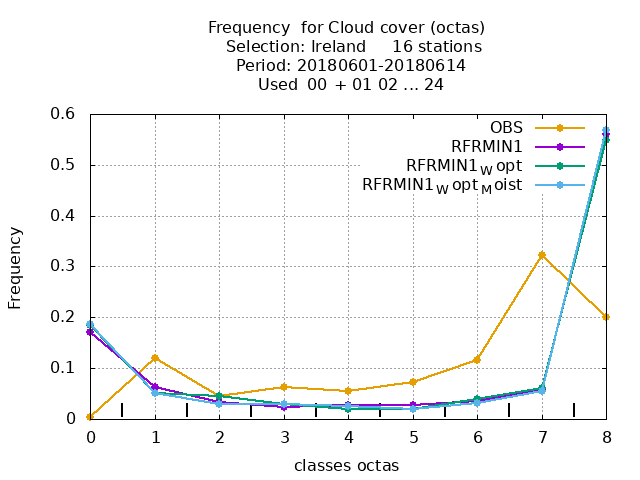 Frequency  for Cloud cover (octas)
Selection: Ireland     16 stations
Period: 20180601-20180614
Used  00  + 01 02 ... 24
0.6
0.5
0.4
0.3
0.2
0.1
0
Frequency
OBS
RFRMIN1
RFRMIN1Wopt
RFRMIN1WoptMoist
0 1 2 3 4 5 6 7 8
classes octas